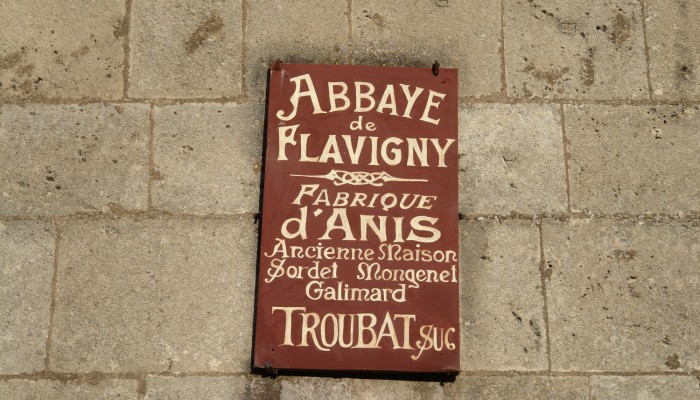 ABBAYE
de
FLAVIGNY
FABRIQUE
d'ANIS
Ancienne Maison
Sordet Mongenet
Galimard
TROUBAT SUC